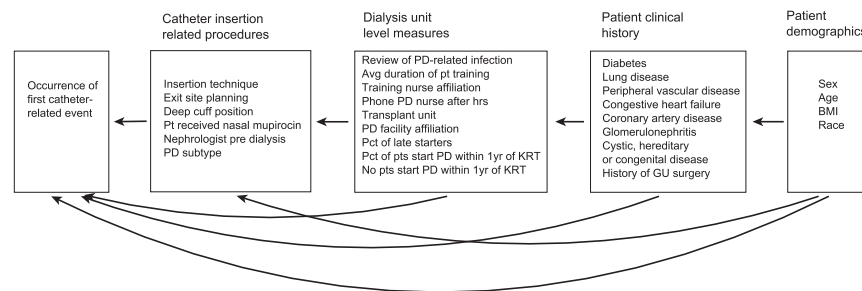 Catheter insertion
related procedures
Dialysis unit
level measures
Patient clinical
history
Patient
demographics
Occurrence of
first catheter-
related event
Insertion technique
Exit site planning
Deep cuff position
Pt received nasal mupirocin
Nephrologist pre dialysis
PD subtype
Review of PD-related infection
Avg duration of pt training
Training nurse affiliation
Phone PD nurse after hrs
Transplant unit
PD facility affiliation
Pct of late starters
Pct of pts start PD within 1yr of KRT
No pts start PD within 1yr of KRT
Diabetes
Lung disease
Peripheral vascular disease
Congestive heart failure
Coronary artery disease
Glomerulonephritis
Cystic, hereditary
or congenital disease
History of GU surgery
Sex
Age
BMI
Race